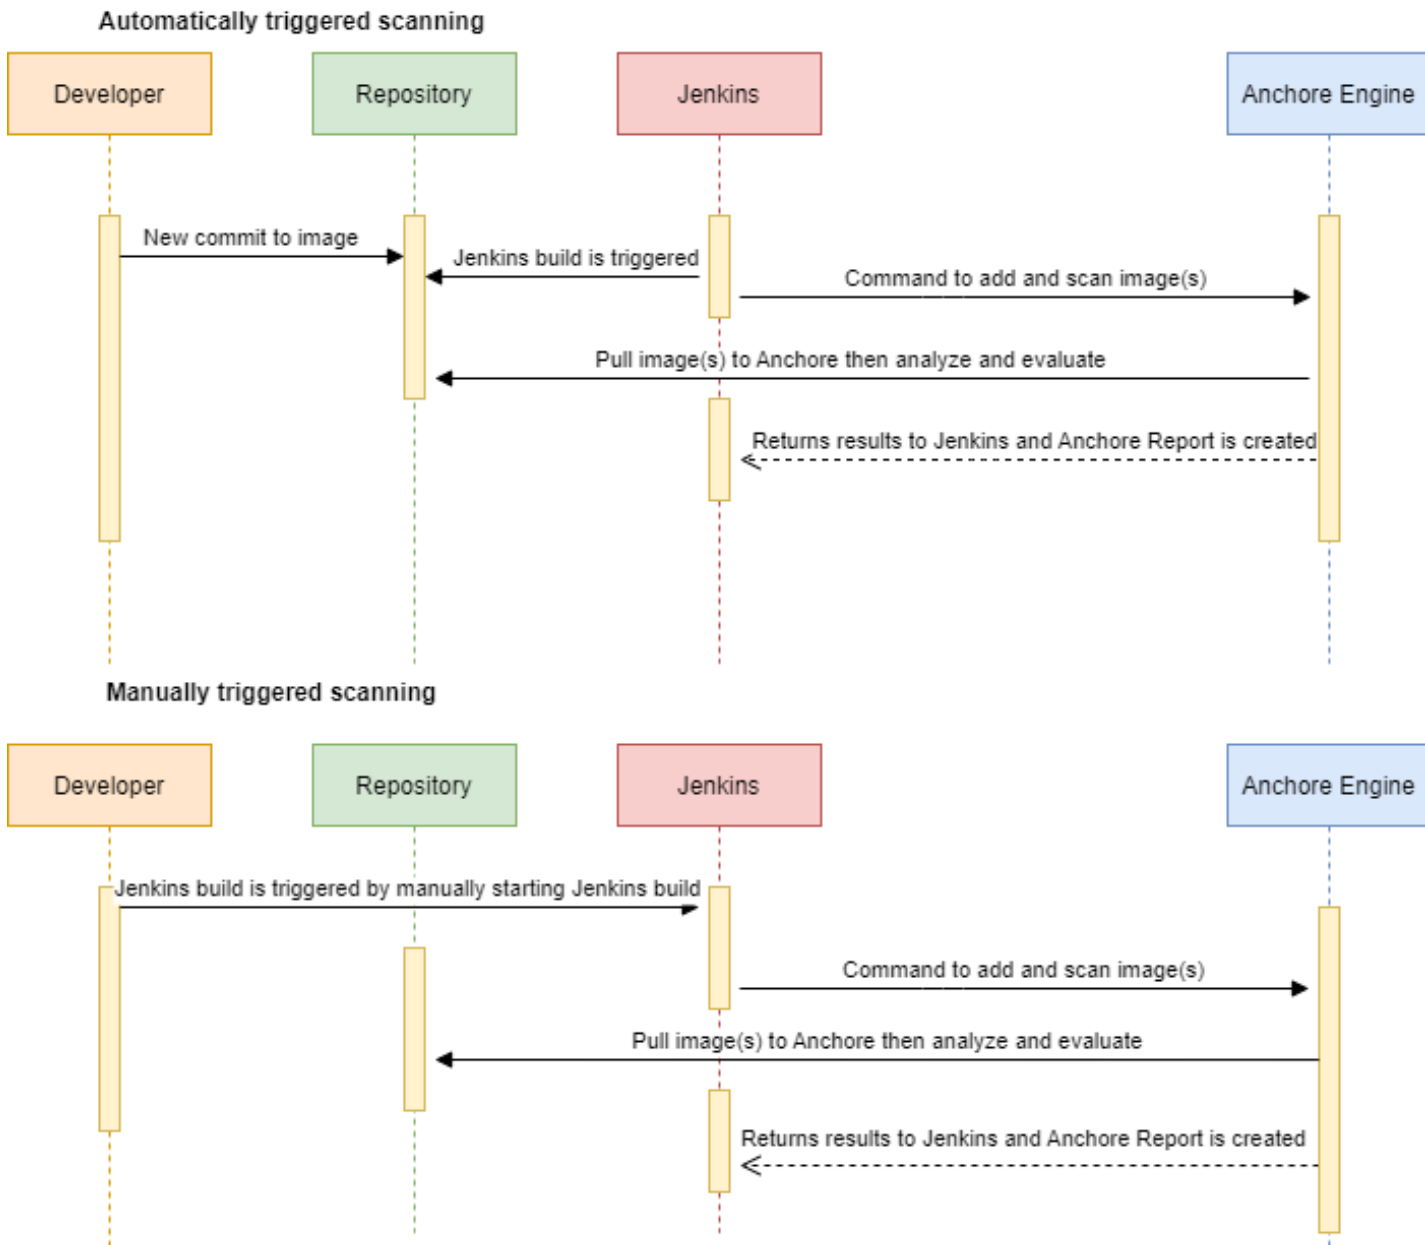 Automatically triggered scanning
Developer
Repository
Jenkins
Anchore Engine
New commit to image
Jenkins build is triggered
Command to add and scan image(s)
Pull image(s) to Anchore then analyze and evaluate
Returns results to Jenkins and Anchore Report is created
Manually triggered scanning
Developer
Repository
Jenkins
Anchore Engine
Jenkins build is triggered by manually starting Jenkins build
Command to add and scan image(s)
Pull image(s) to Anchore then analyze and evaluate
Returns results to Jenkins and Anchore Report is created